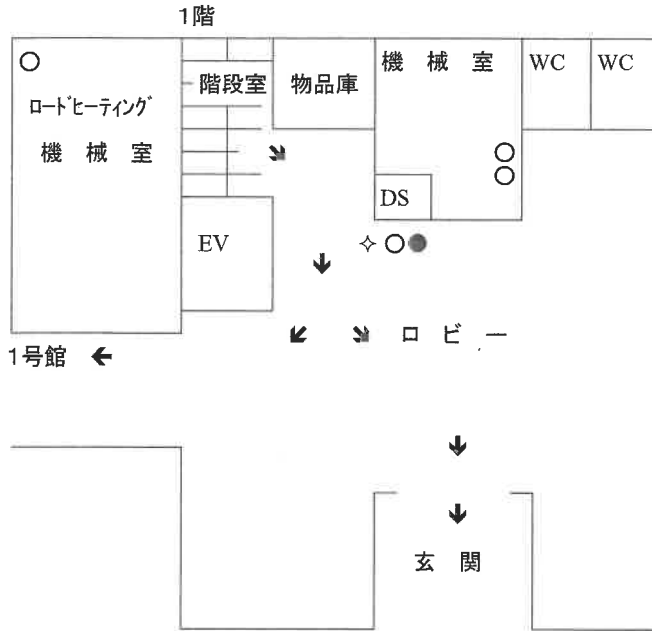 1階
階段室
物品庫
機 械 室
WC
WC
ロードヒーティング
機 械 室
DS
EV
1号館
ロ ビ ー
玄 関